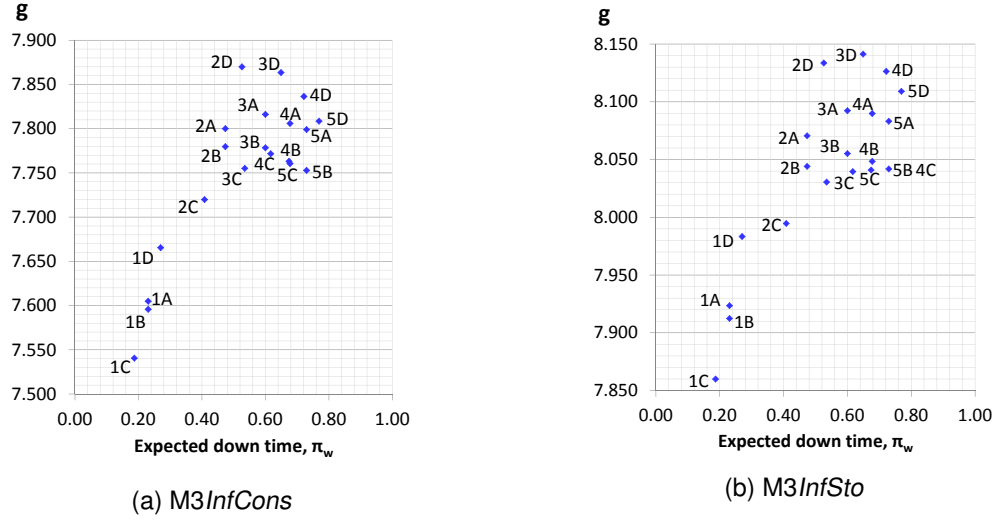 g
7.900
7.850
7.800
7.750
7.700
7.650
7.600
7.550
7.500
2D
3D
4D
3A
4A
5D
2A
5A
3B
4B
2B
4C
5C
5B
3C
2C
1D
1A
1B
1C
0.00 0.20 0.40 0.60 0.80 1.00
Expected down time, πw
(a) M3InfCons
g
8.150
8.100
8.050
8.000
7.950
7.900
7.850
3D
2D
4D
5D
3A
4A
5A
2A
3B
4B
2B
5B 4C
3C
5C
2C
1D
1A
1B
1C
0.00 0.20 0.40 0.60 0.80 1.00
Expected down time, πw
(b) M3InfSto